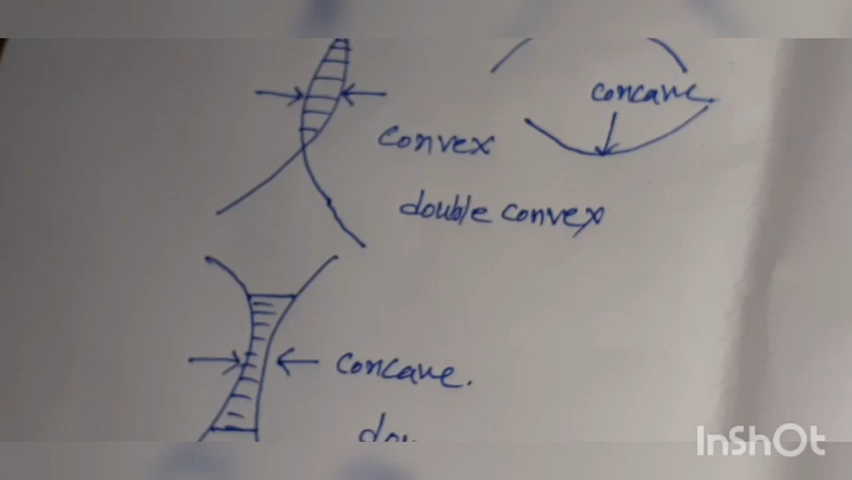 concave.
convex
double convex
concave.
InShOt